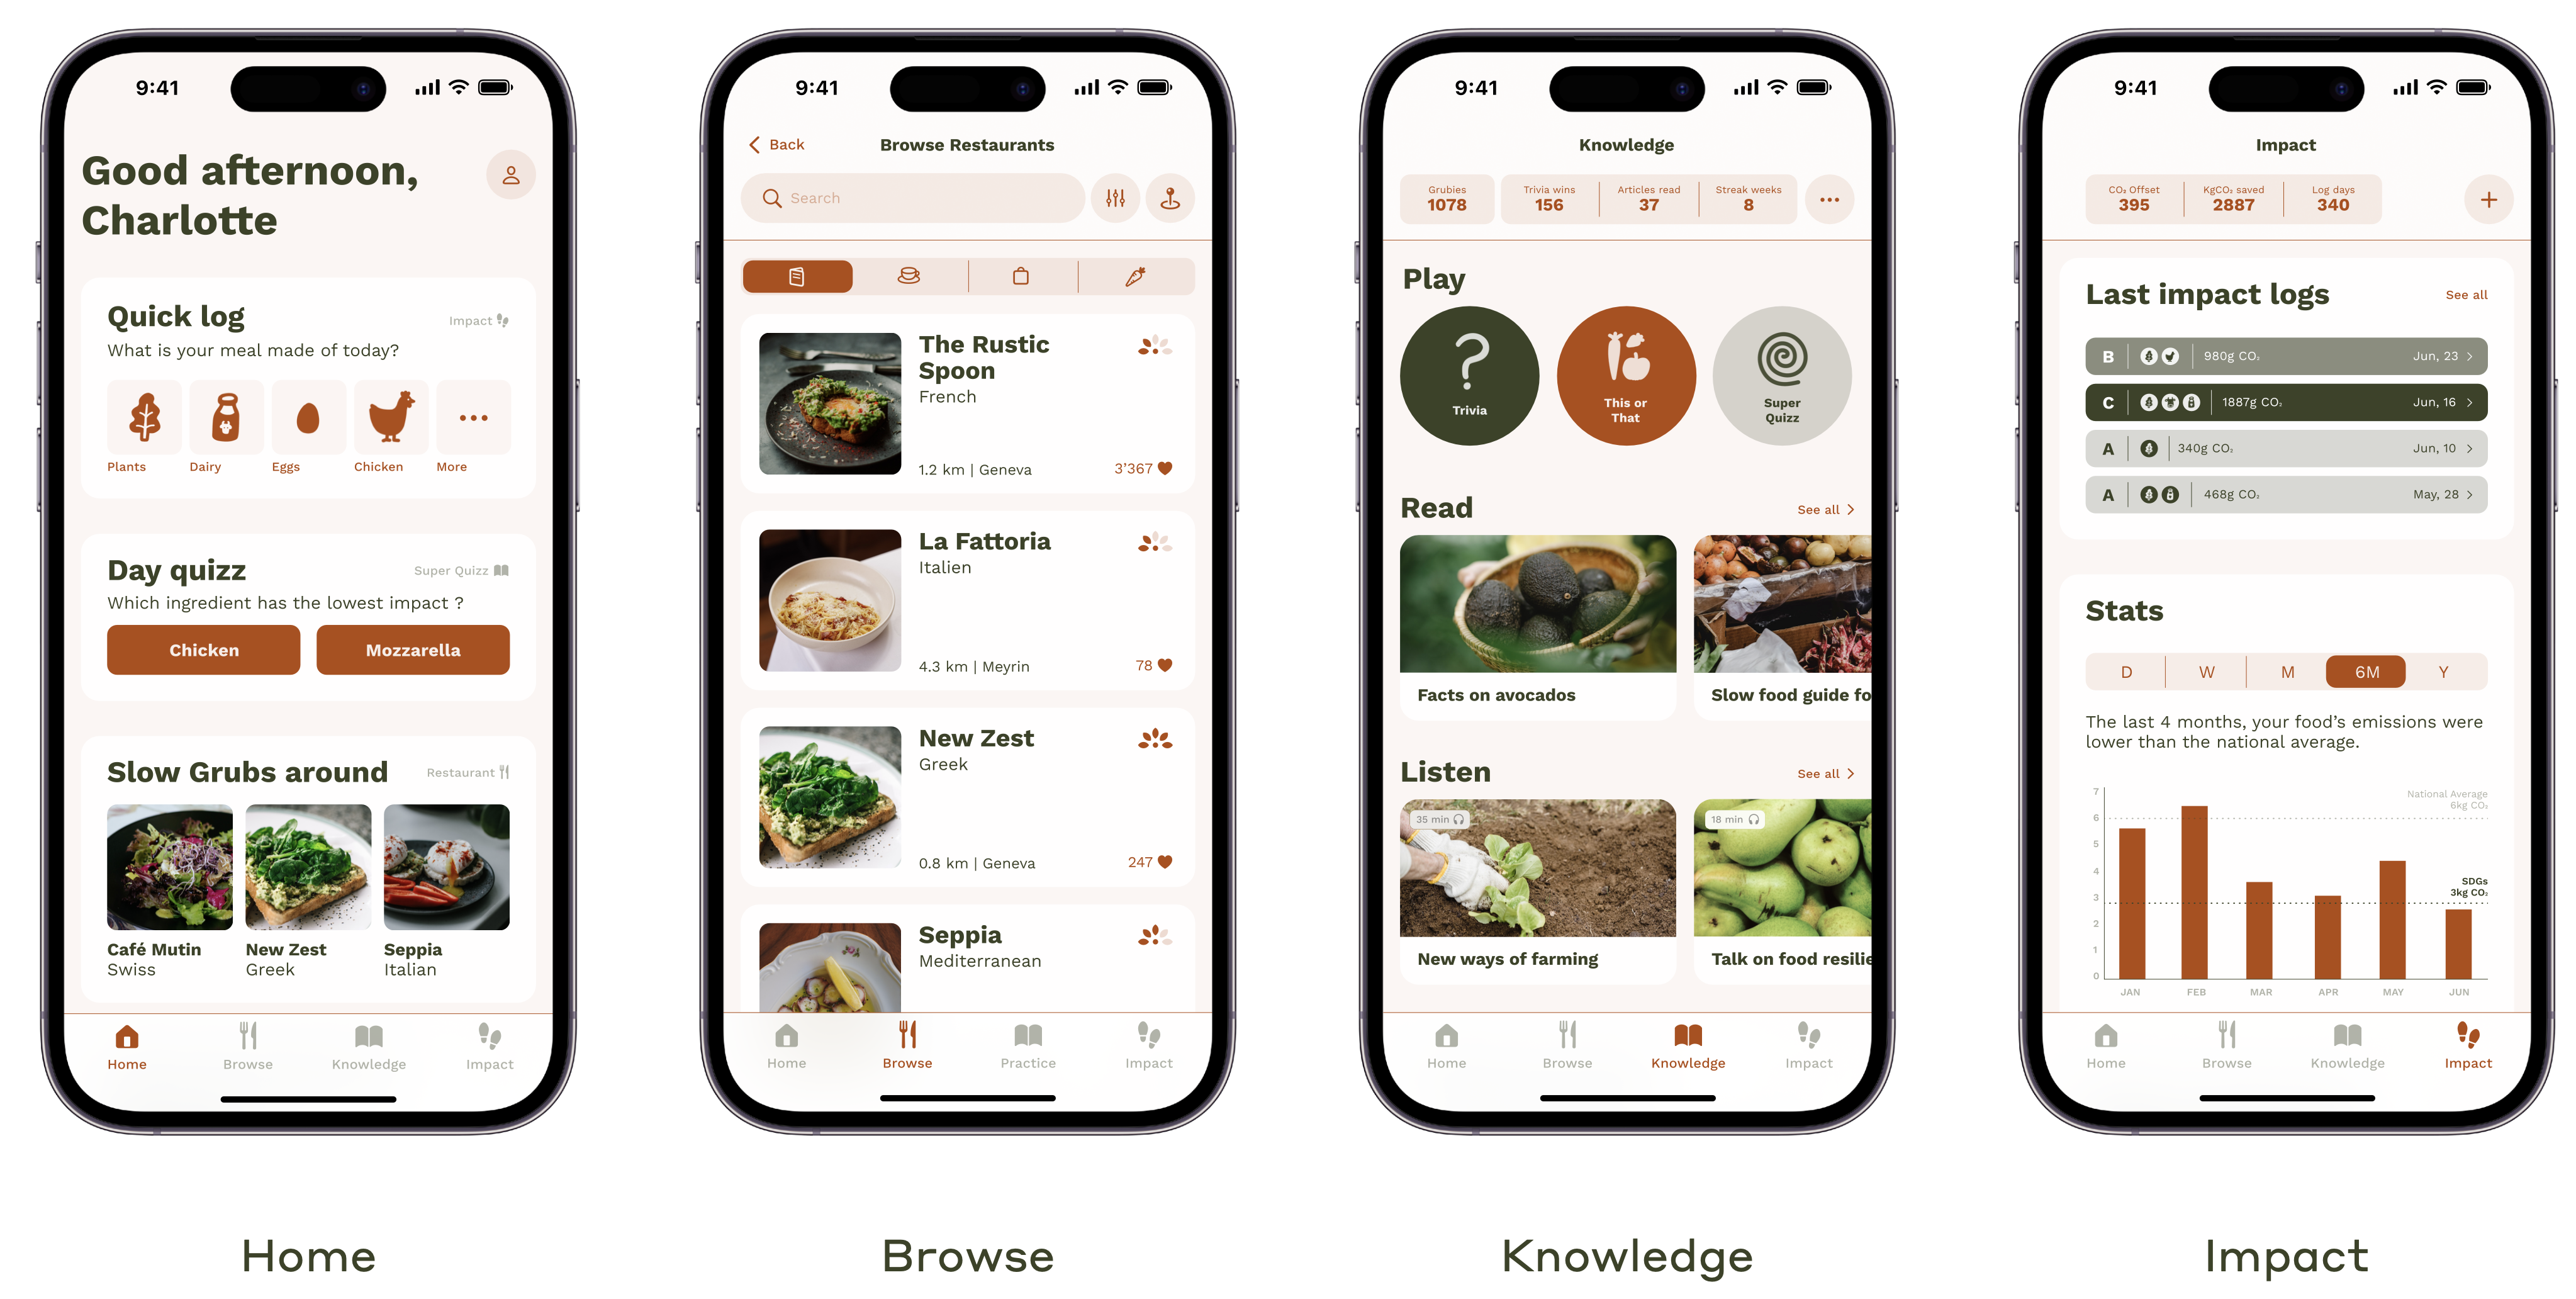 9:41
Good afternoon,
Charlotte
Quick log
Impact
What is your meal made of today?
Plants
Dairy
Eggs
Chicken
More
Day quizz
Super Quizz
Which ingredient has the lowest impact ?
Chicken
Mozzarella
Slow Grubs around
Restaurant
Café Mutin
Swiss
New Zest
Greek
Seppia
Italian
Home
Browse
Knowledge
Impact
Home
9:41
Back
Browse Restaurants
Search
The Rustic
Spoon
French
1.2 km | Geneva
3'367
La Fattoria
Italien
4.3 km | Meyrin
78
New Zest
Greek
0.8 km | Geneva
247
Seppia
Mediterranean
Home
Browse
Practice
Impact
Browse
9:41
Knowledge
Grubies
1078
Trivia wins
156
Articles read
37
Streak weeks
8
Play
?
Trivia
This or
That
Super
Quizz
Read
See all
Facts on avocados
Slow food guide fo
Listen
See all
35 min
18 min
New ways of farming
Talk on food resilie
Home
Browse
Knowledge
Impact
Knowledge
9:41
Impact
CO₂ Offset
395
KgCO₂ saved
2887
Log days
340
Last impact logs
See all
B 980g CO₂ Jun, 23
C 1887g CO₂ Jun, 16
A 340g CO₂ Jun, 10
A 468g CO₂ May, 28
Stats
D W M 6M Y
The last 4 months, your food's emissions were
lower than the national average.
National Average
6kg CO₂
SDGs
3kg CO₂
7
6
5
4
3
2
1
0
JAN FEB MAR APR MAY JUN
Home
Browse
Knowledge
Impact
Impact